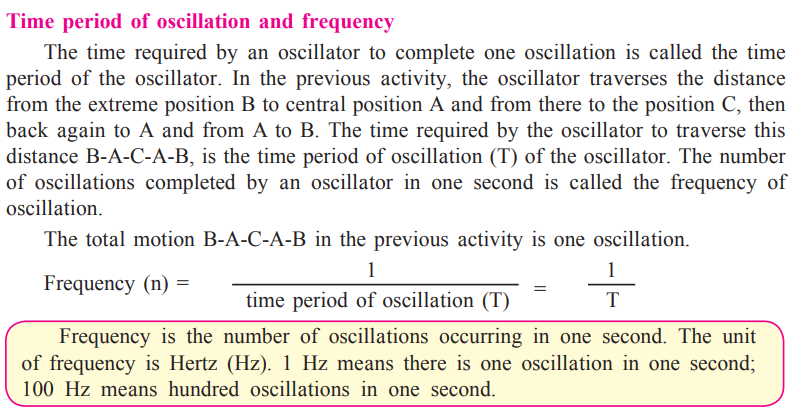 Time period of oscillation and frequency
The time required by an oscillator to complete one oscillation is called the time
period of the oscillator. In the previous activity, the oscillator traverses the distance
from the extreme position B to central position A and from there to the position C, then
back again to A and from A to B. The time required by the oscillator to traverse this
distance B-A-C-A-B, is the time period of oscillation (T) of the oscillator. The number
of oscillations completed by an oscillator in one second is called the frequency of
oscillation.
The total motion B-A-C-A-B in the previous activity is one oscillation.
1 1
Frequency (n) = =
time period of oscillation (T) T
Frequency is the number of oscillations occurring in one second. The unit
of frequency is Hertz (Hz). 1 Hz means there is one oscillation in one second;
100 Hz means hundred oscillations in one second.